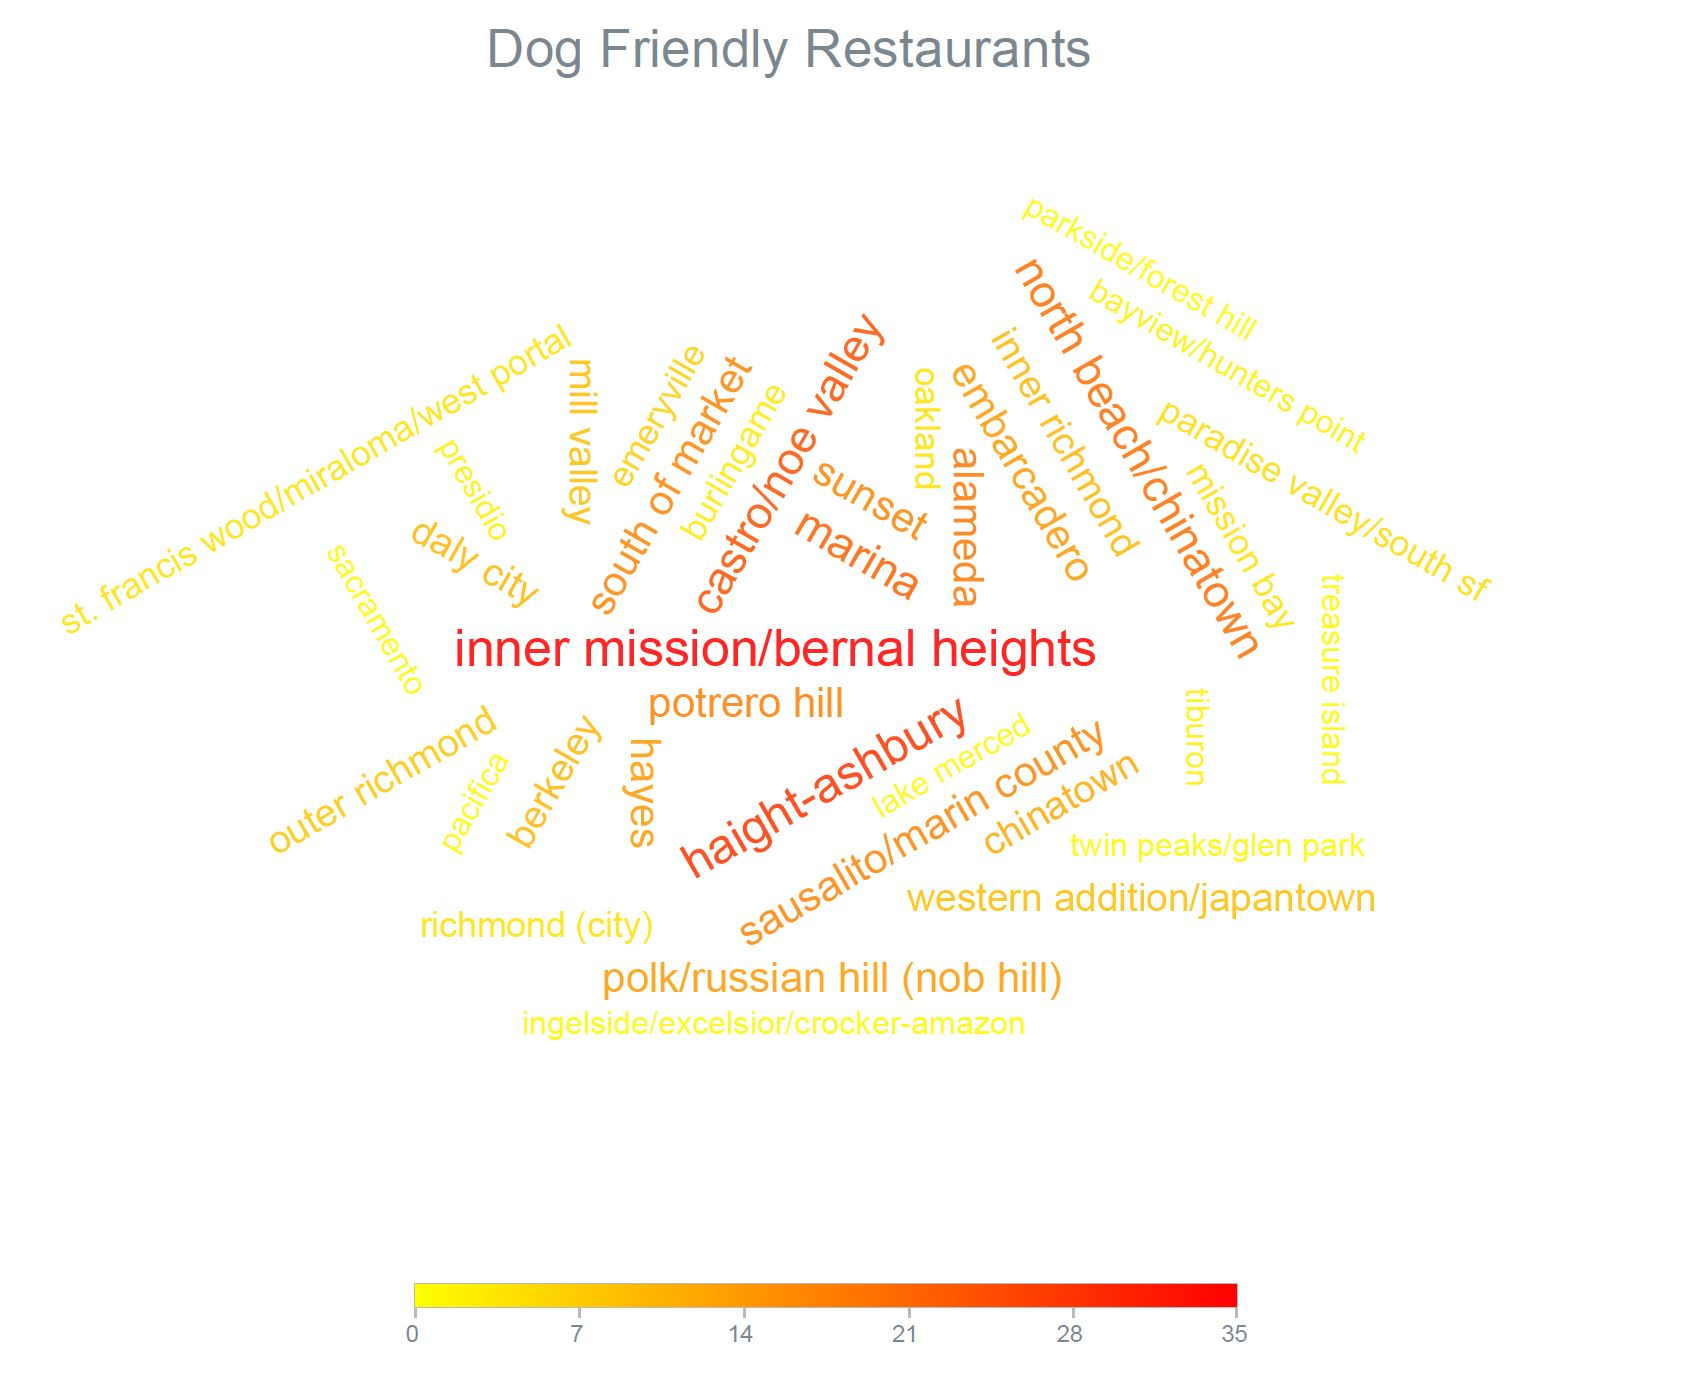 Dog Friendly Restaurants
parkside/forest hill
north beach/chinatown
bayview/hunters point
st. francis wood/miraloma/west portal
mill valley
emeryville
south of market
burlingame
castro/noe valley
oakland
embarcadero
inner richmond
paradise valley/south sf
presidio
sunset
alameda
mission bay
daly city
marina
sacramento
treasure island
inner mission/bernal heights
potrero hill
tiburon
outer richmond
pacifica
berkeley
hayes
haight-ashbury
lake merced
sausalito/marin county
chinatown
twin peaks/glen park
western addition/japantown
richmond (city)
polk/russian hill (nob hill)
ingelside/excelsior/crocker-amazon
0 7 14 21 28 35